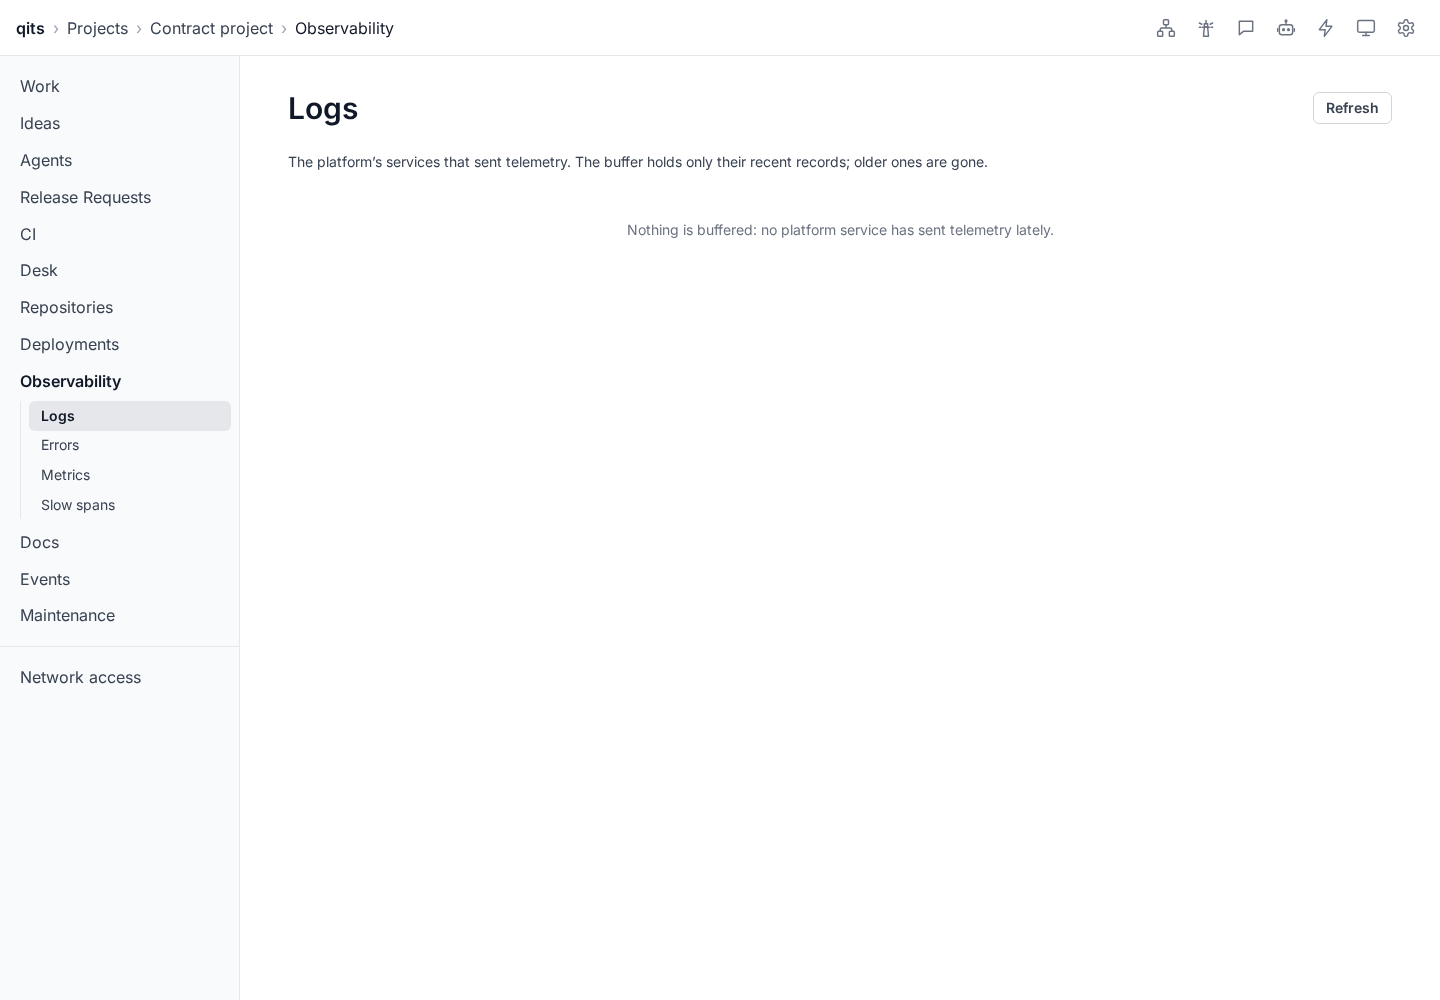 qits › Projects › Contract project › Observability
Work
Ideas
Agents
Release Requests
CI
Desk
Repositories
Deployments
Observability
Logs
Errors
Metrics
Slow spans
Docs
Events
Maintenance
Network access
Logs
Refresh
The platform’s services that sent telemetry. The buffer holds only their recent records; older ones are gone.
Nothing is buffered: no platform service has sent telemetry lately.